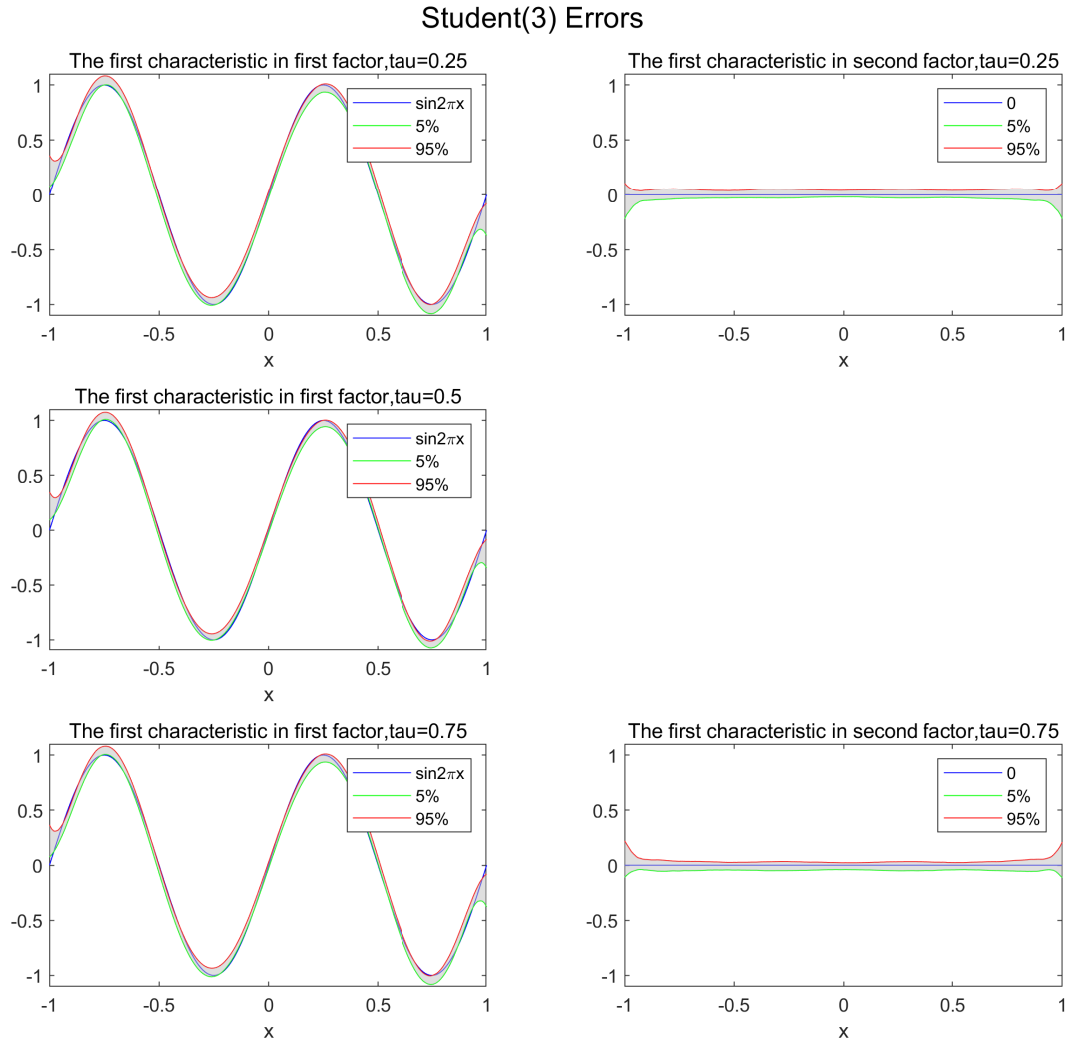 Student(3) Errors
The first characteristic in first factor,tau=0.25
1
0.5
0
-0.5
-1
-1 -0.5 0 0.5 1
x
sin2πx
5%
95%
The first characteristic in second factor,tau=0.25
1
0.5
0
-0.5
-1
-1 -0.5 0 0.5 1
x
0
5%
95%
The first characteristic in first factor,tau=0.5
1
0.5
0
-0.5
-1
-1 -0.5 0 0.5 1
x
sin2πx
5%
95%
The first characteristic in first factor,tau=0.75
1
0.5
0
-0.5
-1
-1 -0.5 0 0.5 1
x
sin2πx
5%
95%
The first characteristic in second factor,tau=0.75
1
0.5
0
-0.5
-1
-1 -0.5 0 0.5 1
x
0
5%
95%